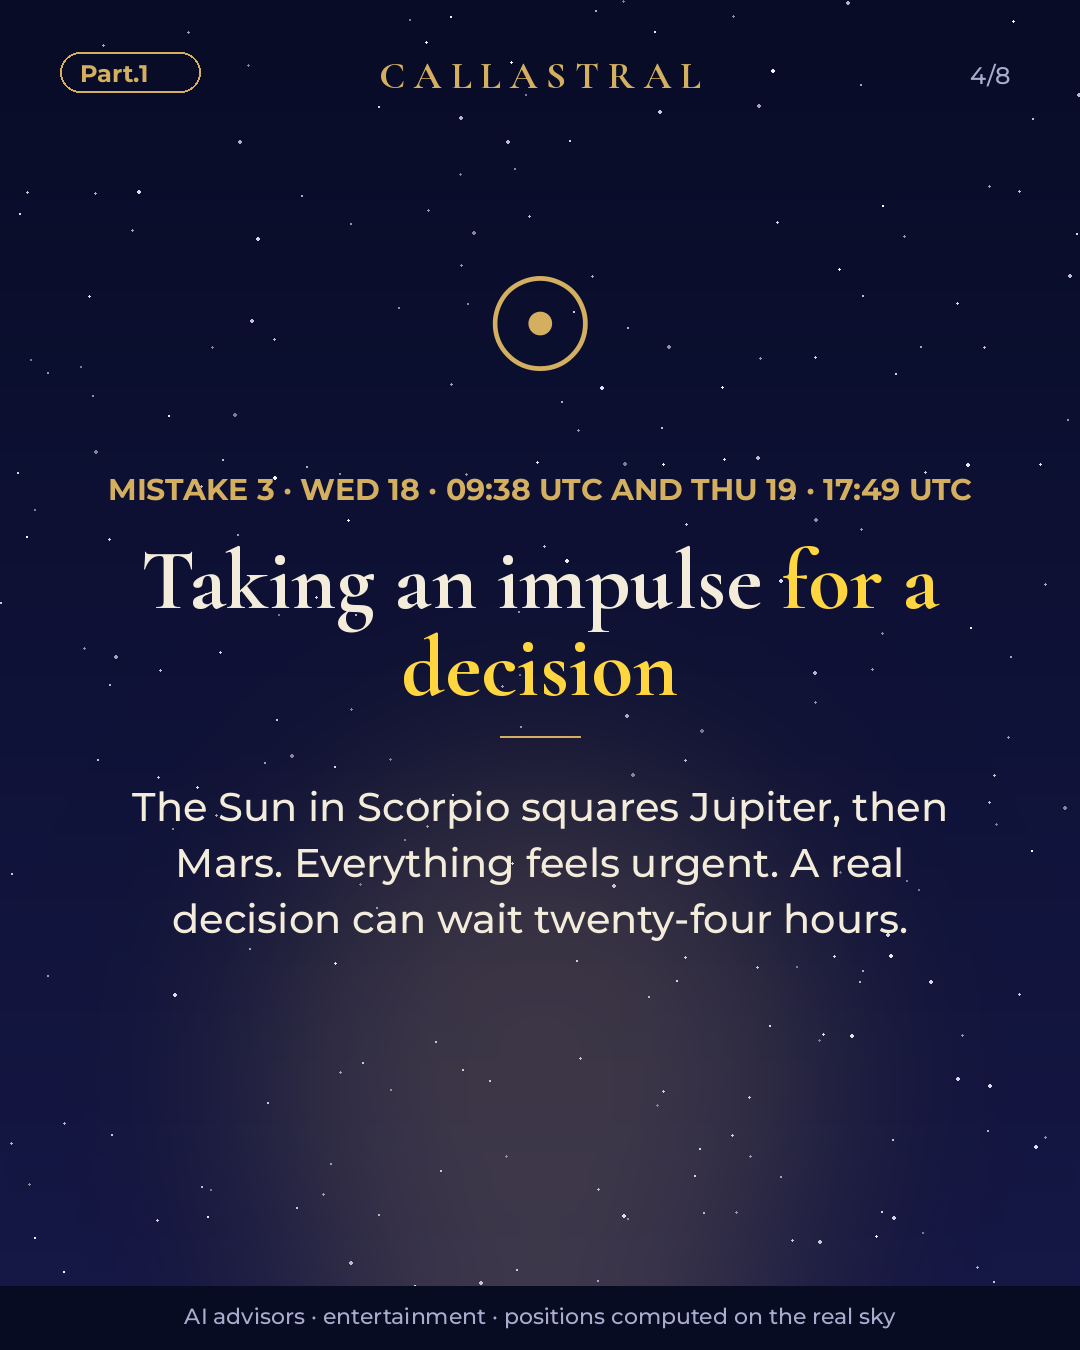 Part.1
CALLASTRAL
4/8
MISTAKE 3 · WED 18 · 09:38 UTC AND THU 19 · 17:49 UTC
Taking an impulse for a
decision
The Sun in Scorpio squares Jupiter, then
Mars. Everything feels urgent. A real
decision can wait twenty-four hours.
AI advisors · entertainment · positions computed on the real sky